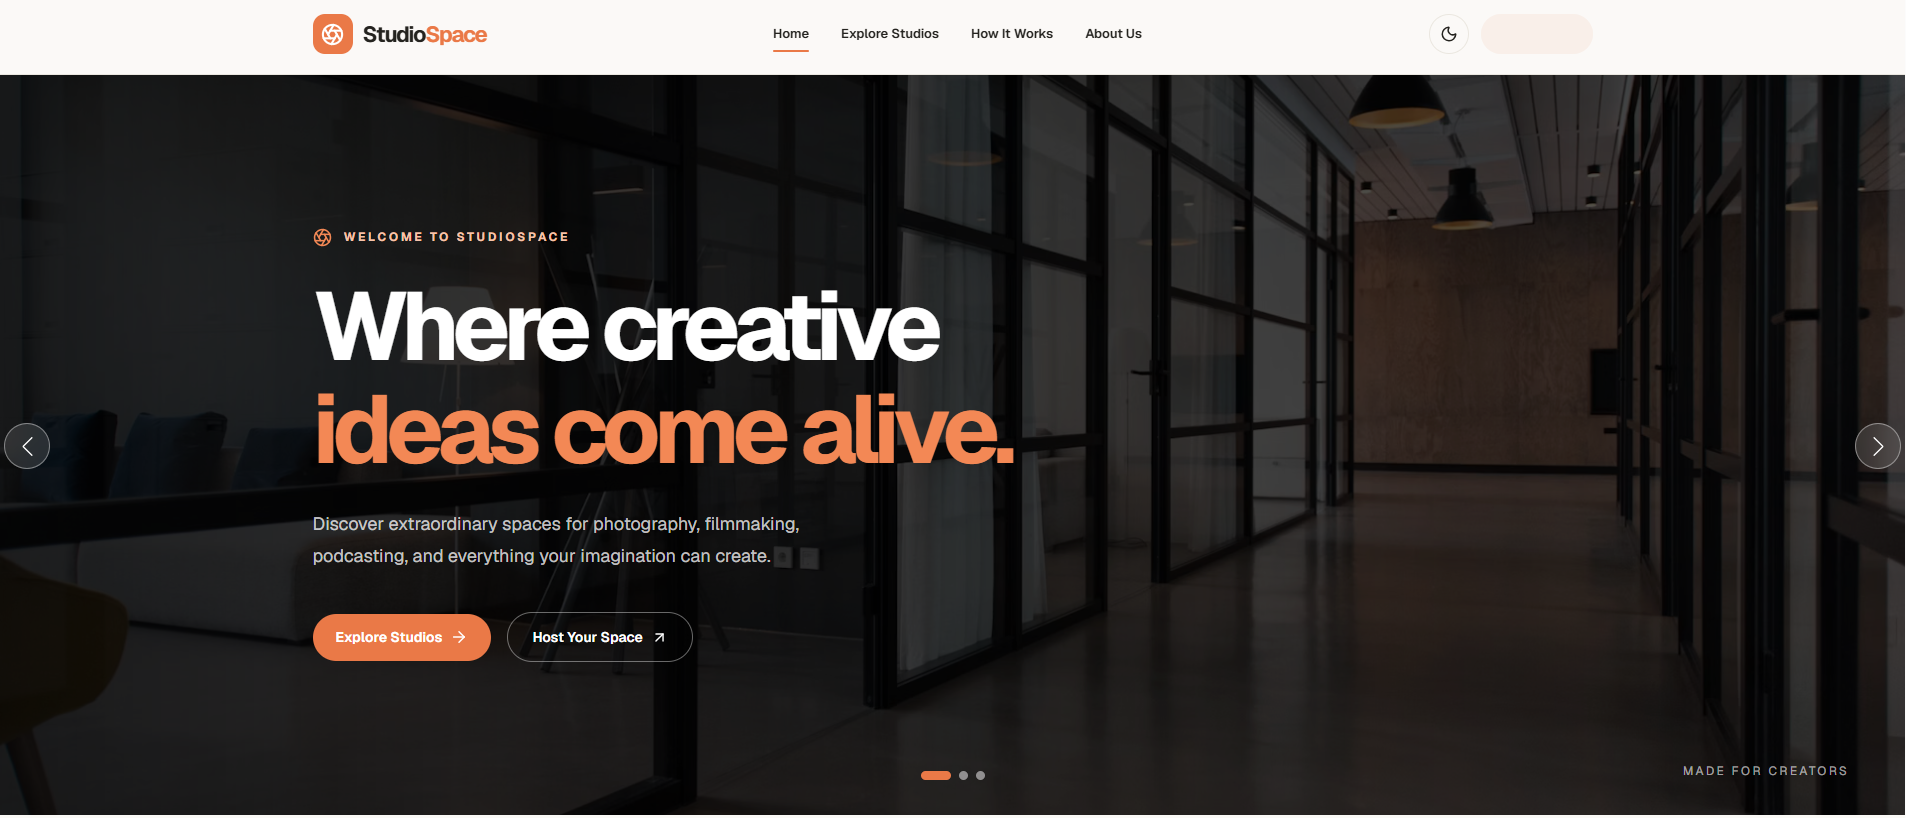 StudioSpace
Home
Explore Studios
How It Works
About Us
WELCOME TO STUDIOSPACE
Where creative
ideas come alive.
Discover extraordinary spaces for photography, filmmaking,
podcasting, and everything your imagination can create.
Explore Studios
Host Your Space
MADE FOR CREATORS